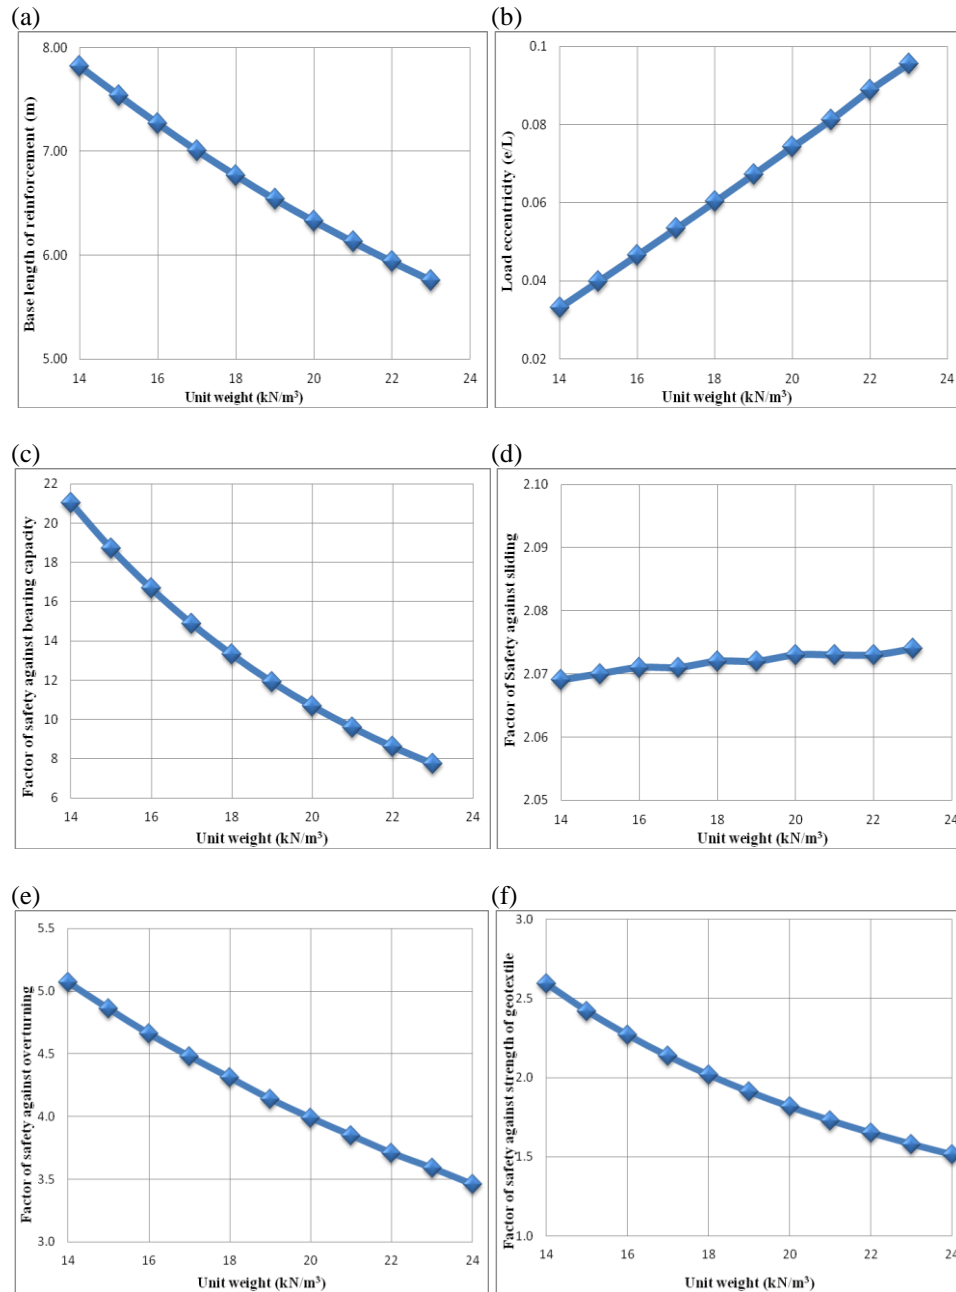 (a)
(b)
8.00
7.00
6.00
5.00
14 16 18 20 22 24
Base length of reinforcement (m)
Unit weight (kN/m³)
0.1
0.08
0.06
0.04
0.02
14 16 18 20 22 24
Load eccentricity (e/L)
Unit weight (kN/m³)
(c)
(d)
22
20
18
16
14
12
10
8
6
14 16 18 20 22 24
Factor of safety against bearing capacity
Unit weight (kN/m³)
2.10
2.09
2.08
2.07
2.06
2.05
14 16 18 20 22 24
Factor of Safety against sliding
Unit weight (kN/m³)
(e)
(f)
5.5
5.0
4.5
4.0
3.5
3.0
14 16 18 20 22 24
Factor of safety against overturning
Unit weight (kN/m³)
3.0
2.5
2.0
1.5
1.0
14 16 18 20 22 24
Factor of safety against strength of geotextile
Unit weight (kN/m³)